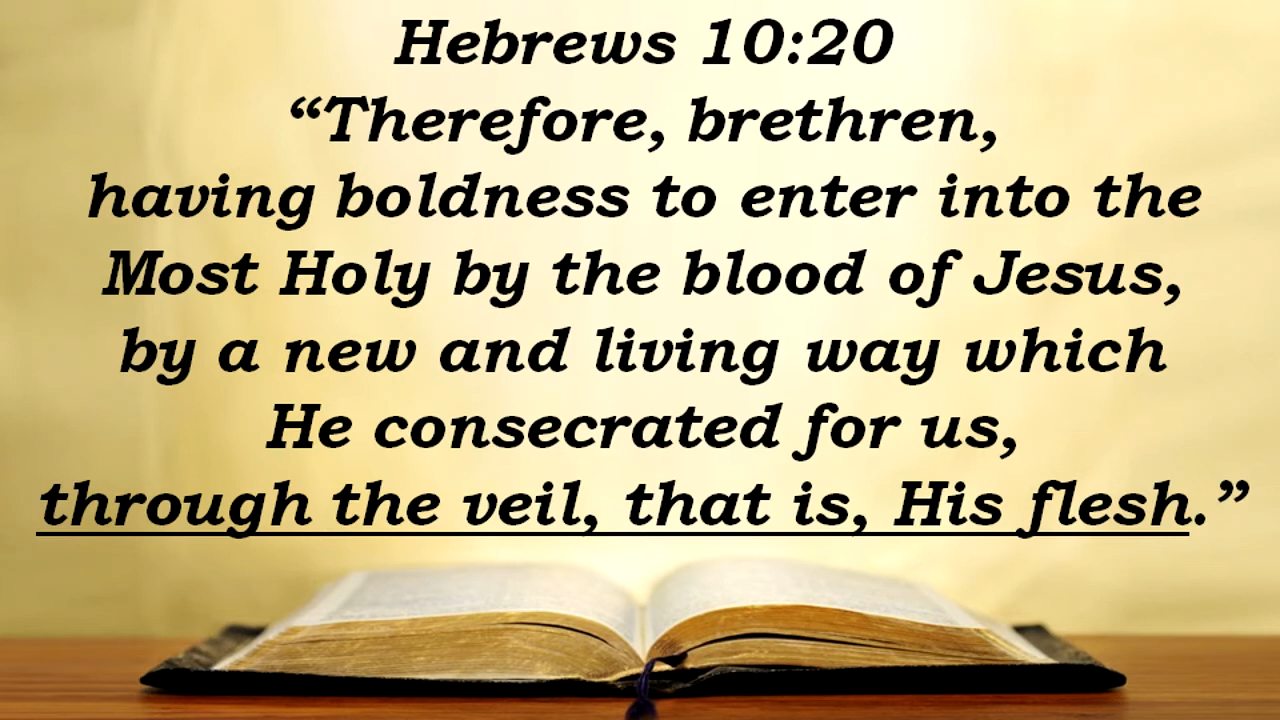 Hebrews 10:20
“Therefore, brethren,
having boldness to enter into the
Most Holy by the blood of Jesus,
by a new and living way which
He consecrated for us,
through the veil, that is, His flesh.”